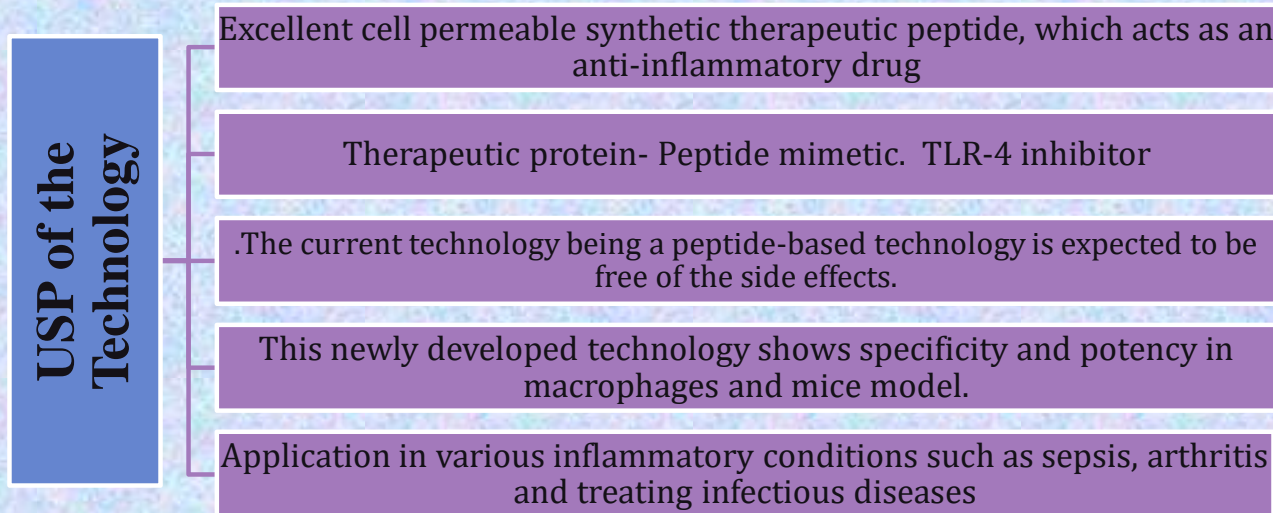 USP of the
Technology
Excellent cell permeable synthetic therapeutic peptide, which acts as an
anti-inflammatory drug
Therapeutic protein- Peptide mimetic. TLR-4 inhibitor
.The current technology being a peptide-based technology is expected to be
free of the side effects.
This newly developed technology shows specificity and potency in
macrophages and mice model.
Application in various inflammatory conditions such as sepsis, arthritis
and treating infectious diseases